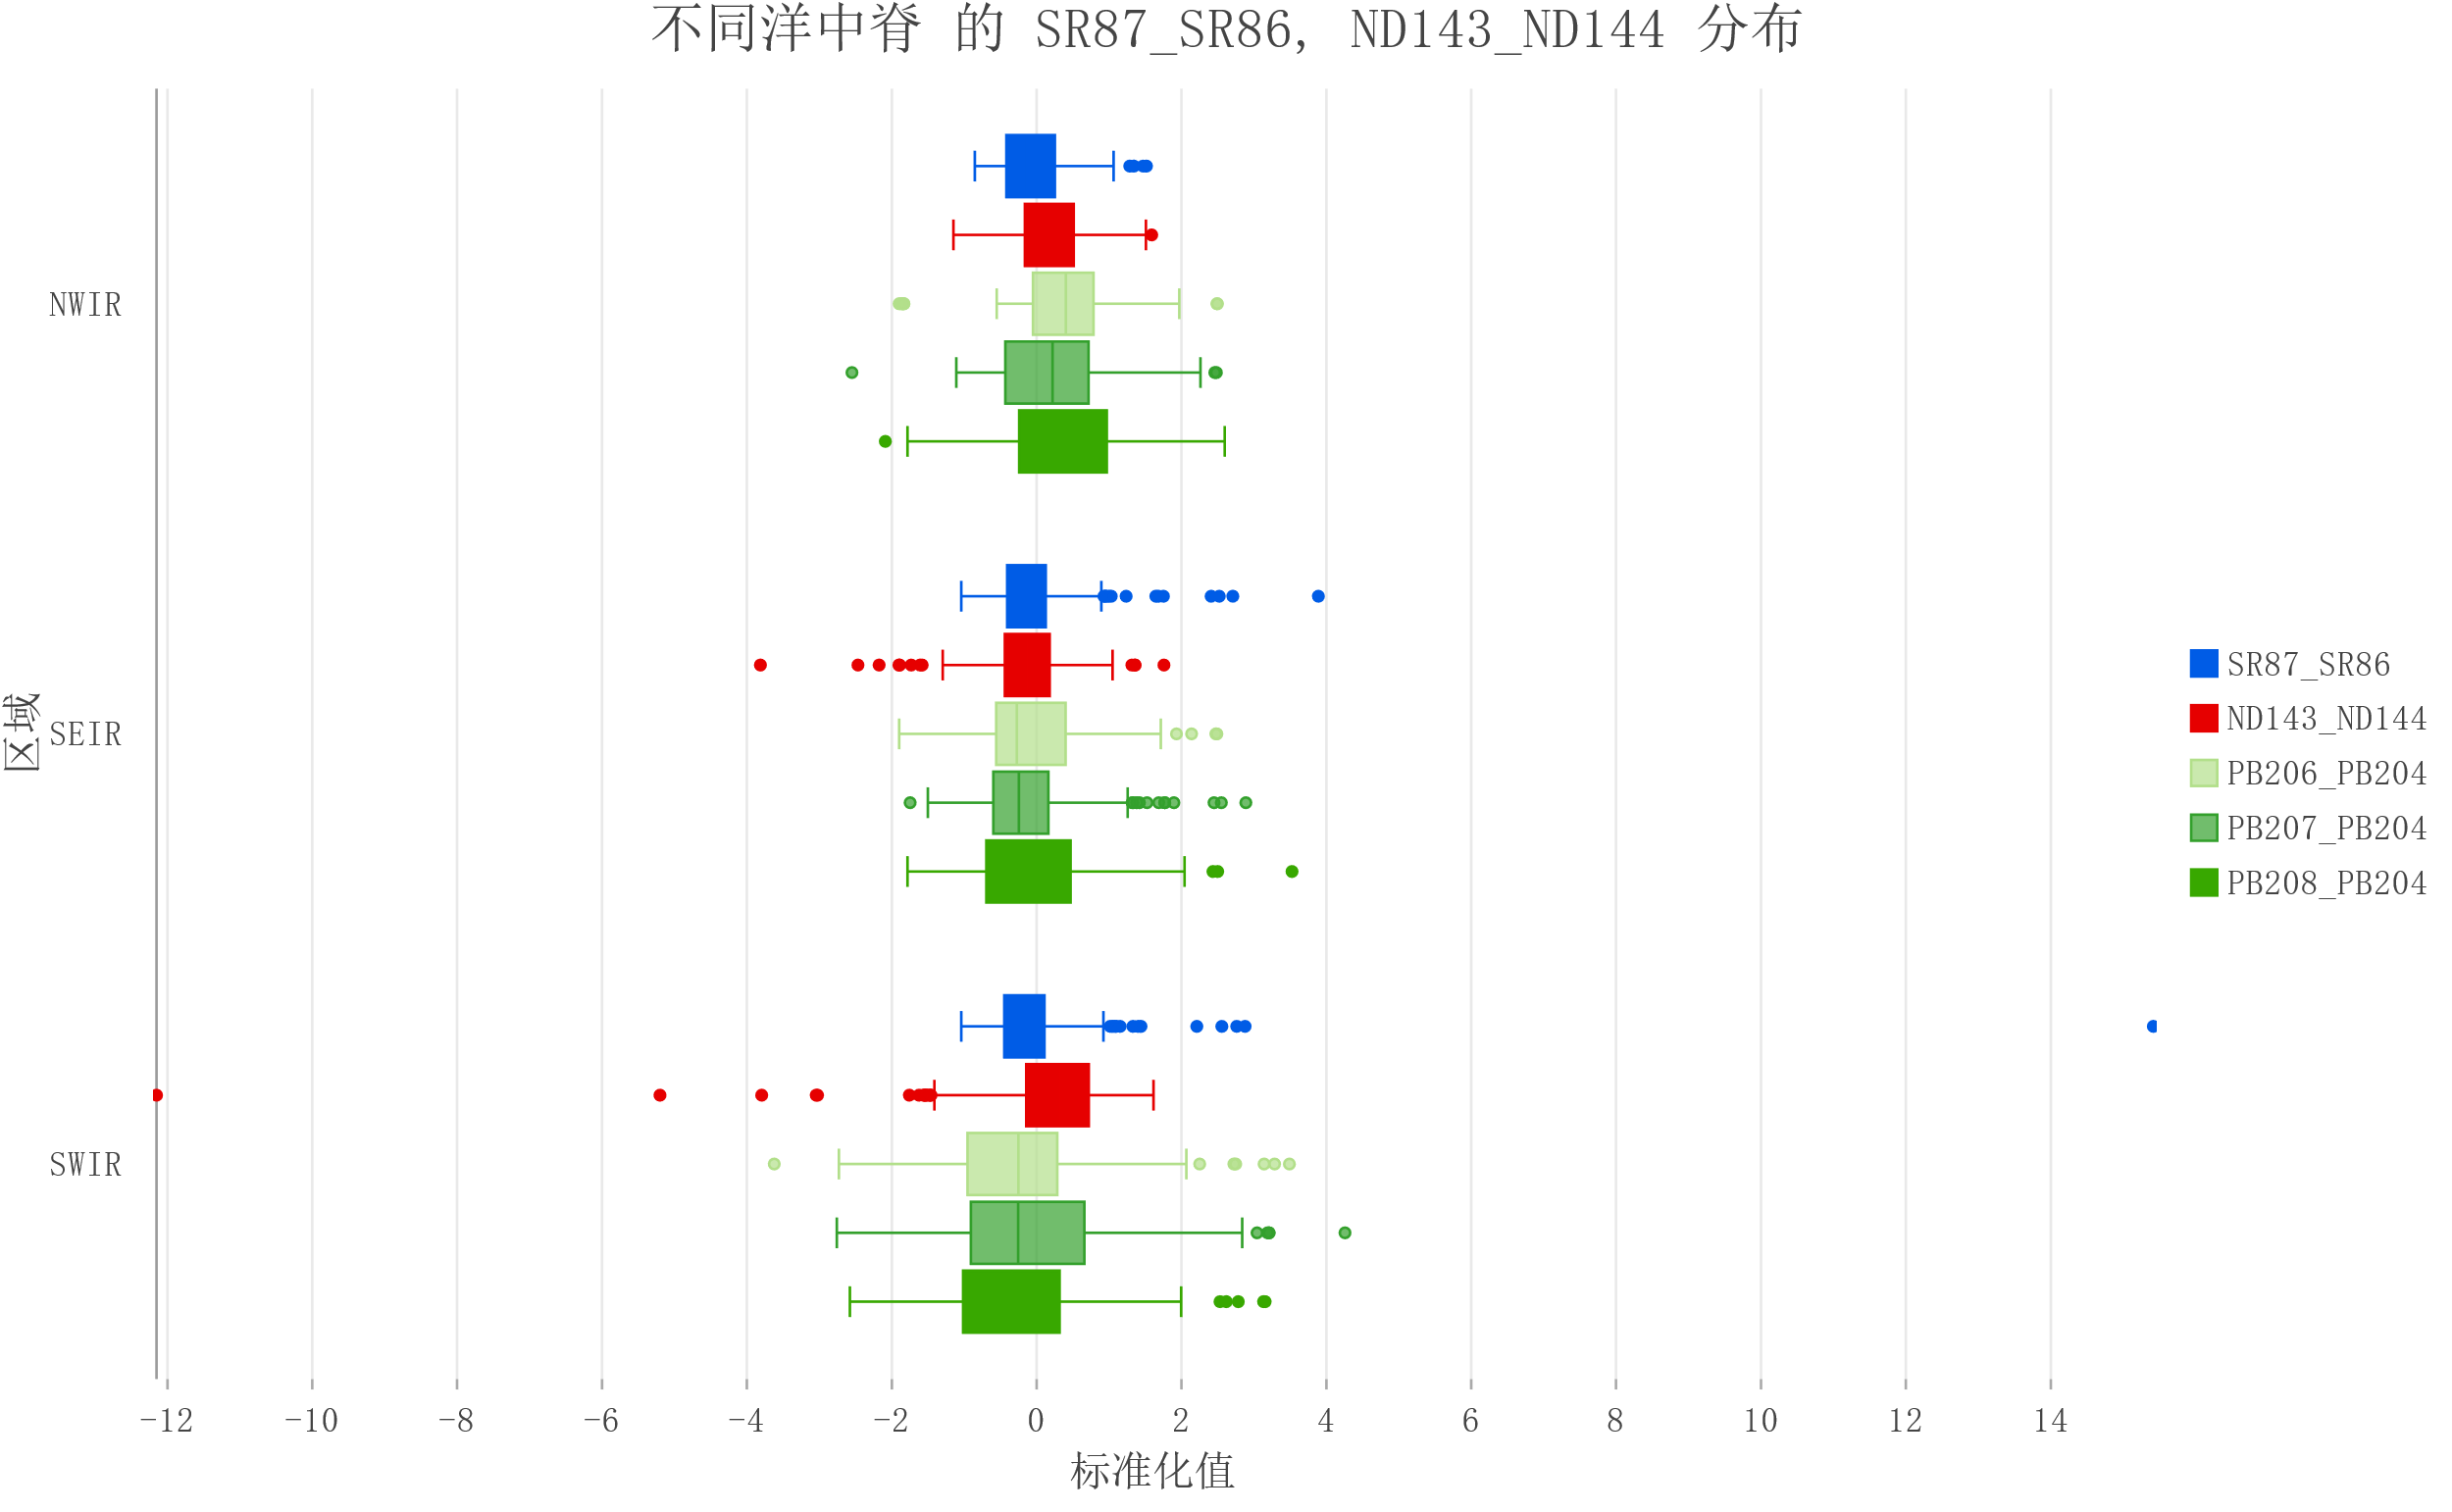 不同洋中脊 的 SR87_SR86, ND143_ND144 分布
NWIR
SEIR
SWIR
区域
SR87_SR86
ND143_ND144
PB206_PB204
PB207_PB204
PB208_PB204
-12 -10 -8 -6 -4 -2 0 2 4 6 8 10 12 14
标准化值